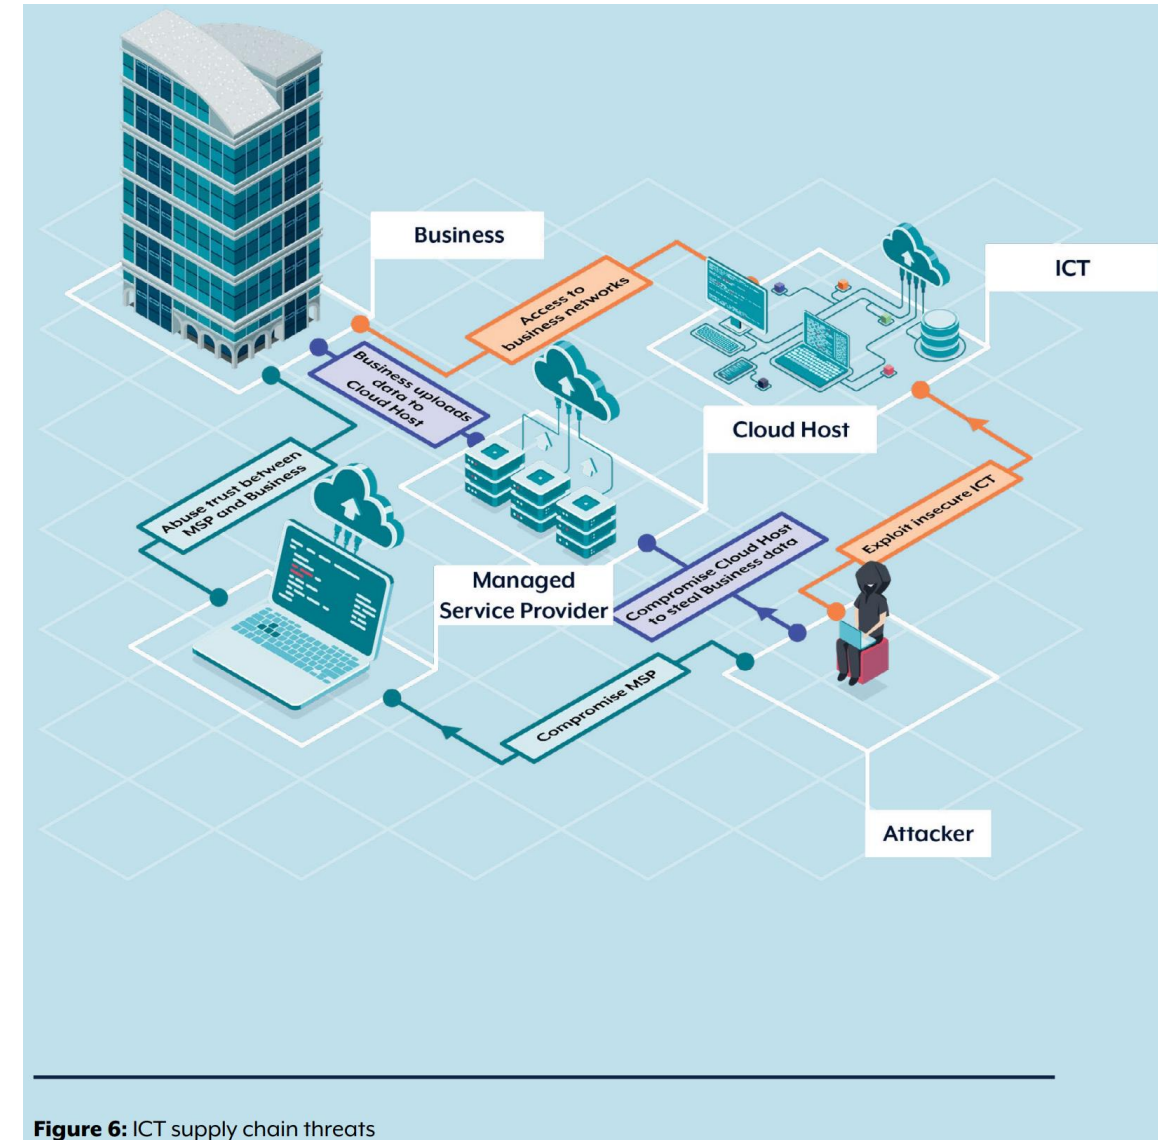 Business
ICT
Access to
business networks
Business uploads
data to
Cloud Host
Cloud Host
Abuse trust between
MSP and Business
Exploit insecure ICT
Compromise Cloud Host
to steal Business data
Managed
Service Provider
Compromise MSP
Attacker
Figure 6: ICT supply chain threats